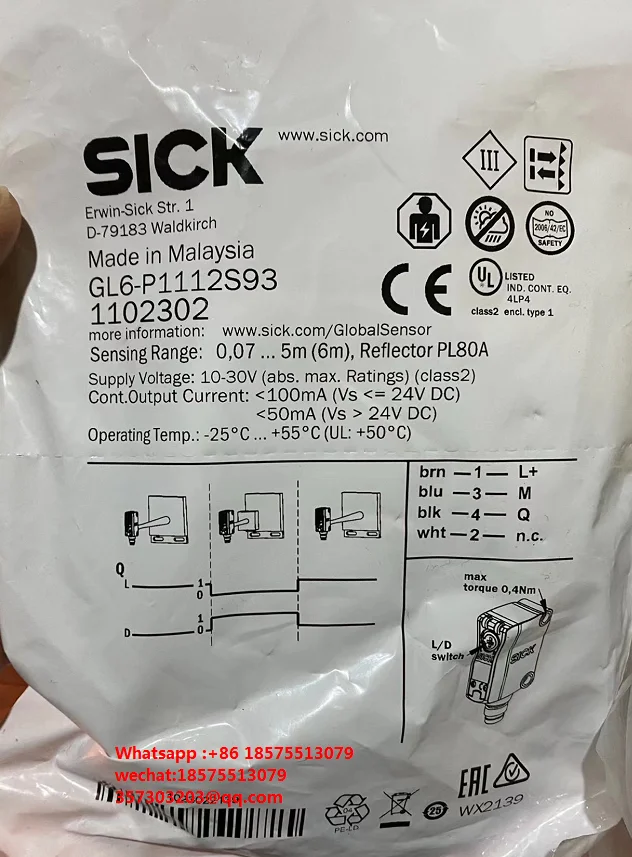 SICK
www.sick.com
Erwin-Sick Str. 1
D-79183 Waldkirch
Made in Malaysia
GL6-P1112S93
1102302
III
NO
2006/42/EC
SAFETY
CE
UL
LISTED
IND. CONT. EQ.
4LP4
class2 encl. type 1
more information: www.sick.com/GlobalSensor
Sensing Range: 0,07 ... 5m (6m), Reflector PL80A
Supply Voltage: 10-30V (abs. max. Ratings) (class2)
Cont.Output Current: <100mA (Vs <= 24V DC)
<50mA (Vs > 24V DC)
Operating Temp.: -25°C ... +55°C (UL: +50°C)
brn —1— L+
blu —3— M
blk —4— Q
wht —2— n.c.
Q
L 1
0
D 1
0
max
torque 0,4Nm
L/D
switch
SICK
Whatsapp :+86 18575513079
wechat:18575513079
357303203@qq.com
04
PE-LD
25
EAC
WX2139